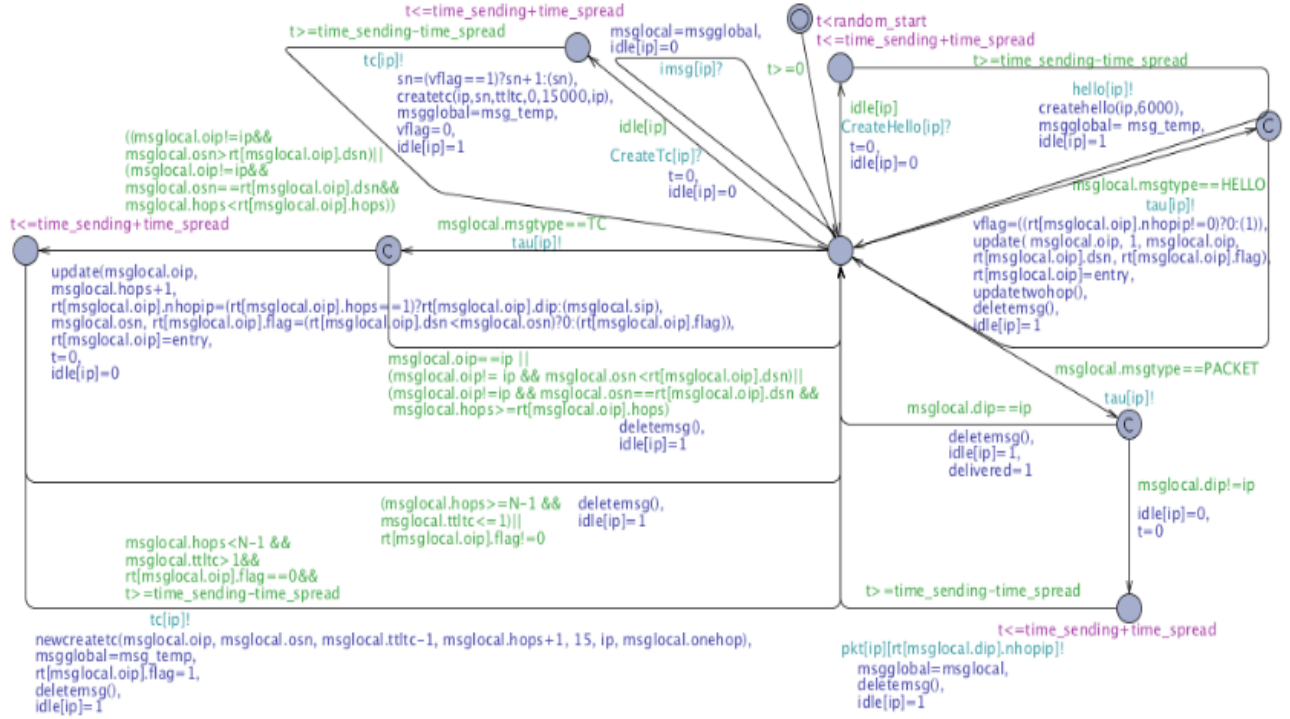 t<=time_sending+time_spread
t>=time_sending-time_spread
tc[ip]!
sn=(vflag==1)?sn+1:(sn),
createtc(ip,sn,ttltc,0,15000,ip),
msgglobal=msg_temp,
vflag=0,
idle[ip]=1
msglocal=msgglobal,
idle[ip]=0
imsg[ip]?
t<random_start
t>=0
t<=time_sending+time_spread
t>=time_sending-time_spread
hello[ip]!
createhello(ip,6000),
msgglobal= msg_temp,
idle[ip]=1
C
idle[ip]
CreateHello[ip]?
t=0,
idle[ip]=0
idle[ip]
CreateTc[ip]?
t=0,
idle[ip]=0
((msglocal.oip!=ip&&
msglocal.osn>rt[msglocal.oip].dsn)||
(msglocal.oip!=ip&&
msglocal.osn==rt[msglocal.oip].dsn&&
msglocal.hops<rt[msglocal.oip].hops))
t<=time_sending+time_spread
C
msglocal.msgtype==TC
tau[ip]!
msglocal.msgtype==HELLO
tau[ip]!
vflag=((rt[msglocal.oip].nhopip!=0)?0:(1)),
update( msglocal.oip, 1, msglocal.oip,
rt[msglocal.oip].dsn, rt[msglocal.oip].flag),
rt[msglocal.oip]=entry,
updatetwohop(),
deletemsg(),
idle[ip]=1
update(msglocal.oip,
msglocal.hops+1,
rt[msglocal.oip].nhopip=(rt[msglocal.oip].hops==1)?rt[msglocal.oip].dip:(msglocal.sip),
msglocal.osn, rt[msglocal.oip].flag=(rt[msglocal.oip].dsn<msglocal.osn)?0:(rt[msglocal.oip].flag)),
rt[msglocal.oip]=entry,
t=0,
idle[ip]=0
msglocal.oip==ip ||
(msglocal.oip!= ip && msglocal.osn<rt[msglocal.oip].dsn)||
(msglocal.oip!=ip && msglocal.osn==rt[msglocal.oip].dsn &&
msglocal.hops>=rt[msglocal.oip].hops)
deletemsg(),
idle[ip]=1
msglocal.msgtype==PACKET
tau[ip]!
C
msglocal.dip==ip
deletemsg(),
idle[ip]=1,
delivered=1
msglocal.dip!=ip
idle[ip]=0,
t=0
(msglocal.hops>=N-1 &&
msglocal.ttltc<=1)||
rt[msglocal.oip].flag!=0
deletemsg(),
idle[ip]=1
msglocal.hops<N-1 &&
msglocal.ttltc>1&&
rt[msglocal.oip].flag==0&&
t>=time_sending-time_spread
tc[ip]!
newcreatetc(msglocal.oip, msglocal.osn, msglocal.ttltc-1, msglocal.hops+1, 15, ip, msglocal.onehop),
msgglobal=msg_temp,
rt[msglocal.oip].flag=1,
deletemsg(),
idle[ip]=1
t>=time_sending-time_spread
t<=time_sending+time_spread
pkt[ip][rt[msglocal.dip].nhopip]!
msgglobal=msglocal,
deletemsg(),
idle[ip]=1